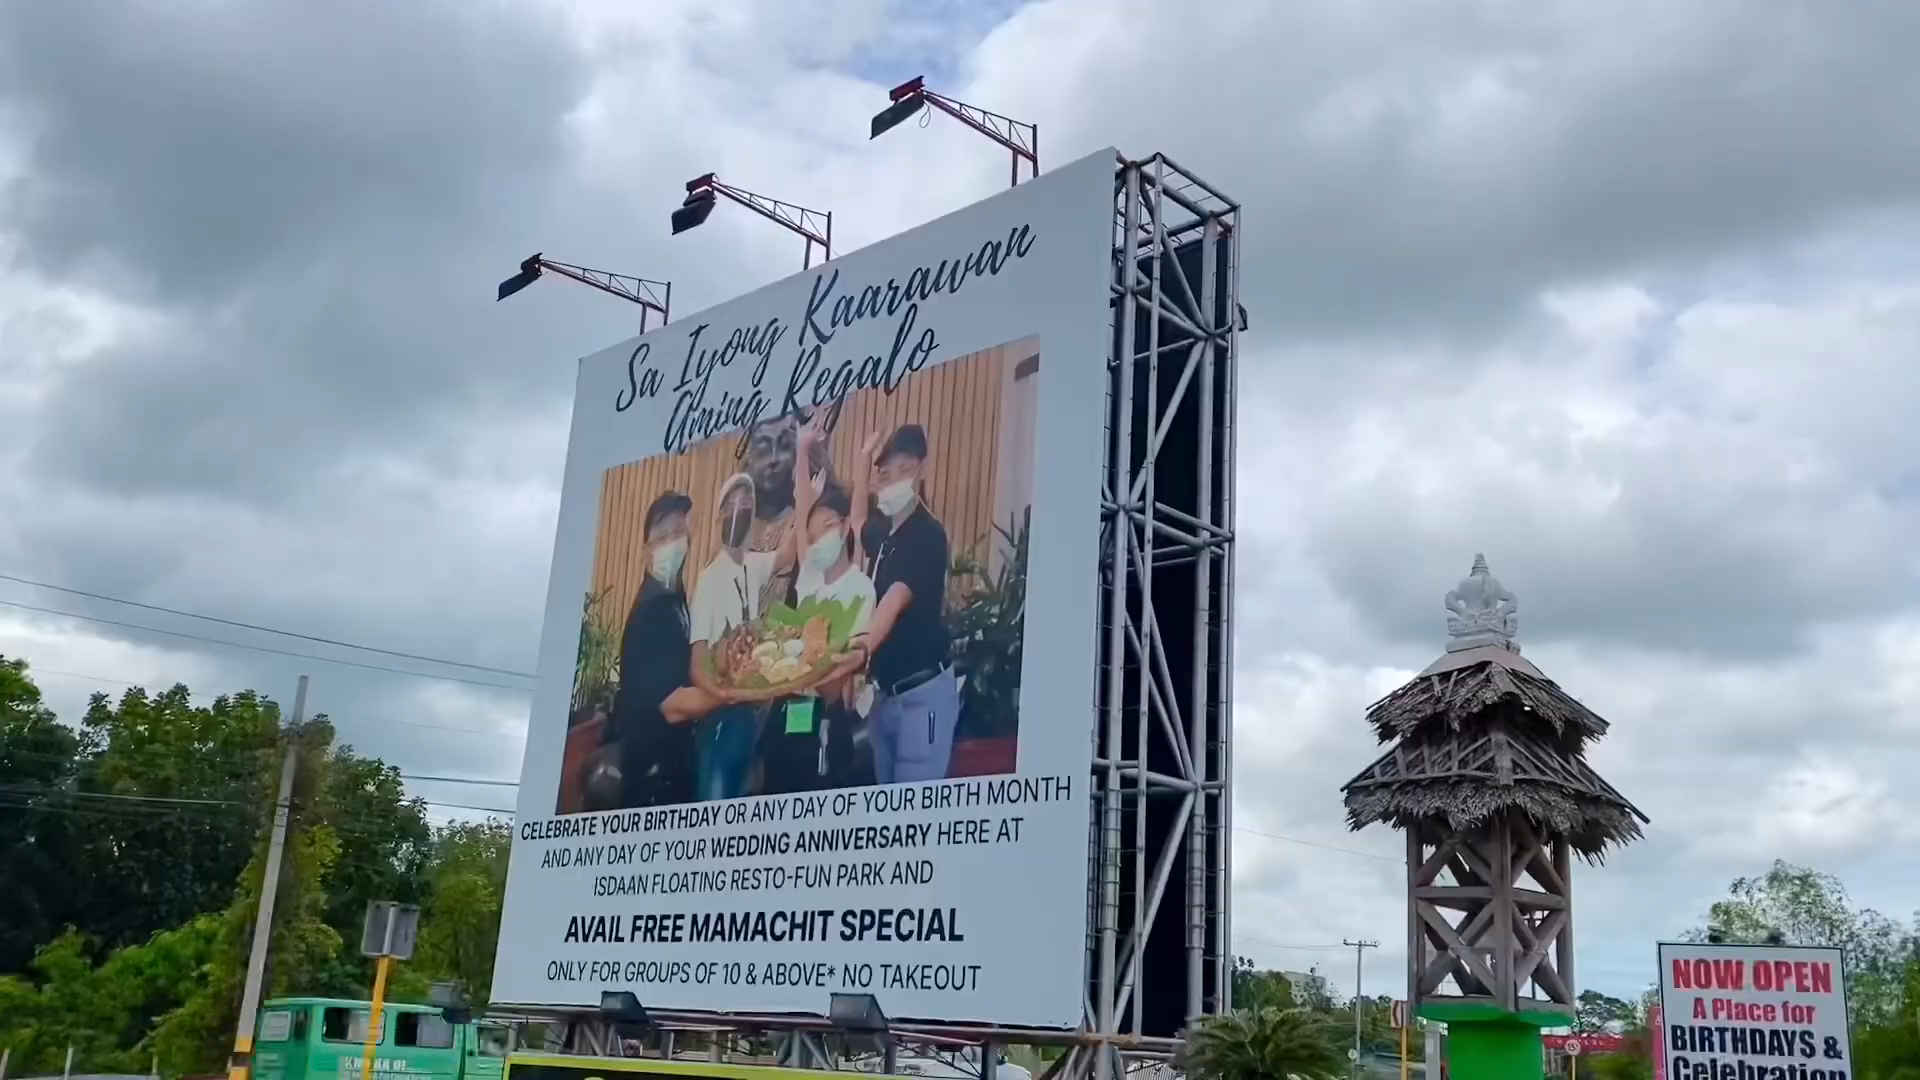 Sa Iyong Kaarawan
Aming Regalo
CELEBRATE YOUR BIRTHDAY OR ANY DAY OF YOUR BIRTH MONTH
AND ANY DAY OF YOUR WEDDING ANNIVERSARY HERE AT
ISDAAN FLOATING RESTO-FUN PARK AND
AVAIL FREE MAMACHIT SPECIAL
ONLY FOR GROUPS OF 10 & ABOVE* NO TAKEOUT
NOW OPEN
A Place for
BIRTHDAYS &
Celebration